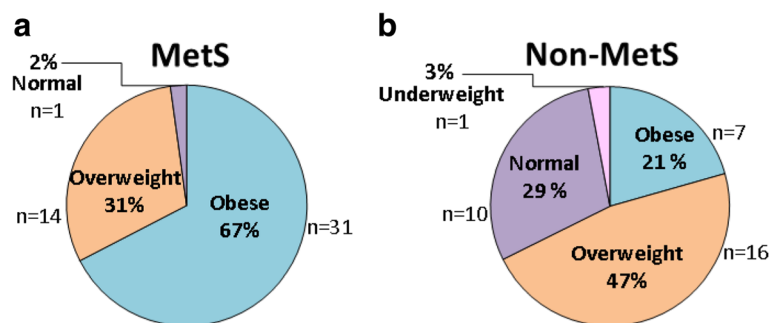 a
MetS
2%
Normal
n=1
Overweight
31%
n=14
Obese
67%
n=31
b
Non-MetS
3%
Underweight
n=1
Obese
21 %
n=7
Normal
29 %
n=10
Overweight
47%
n=16